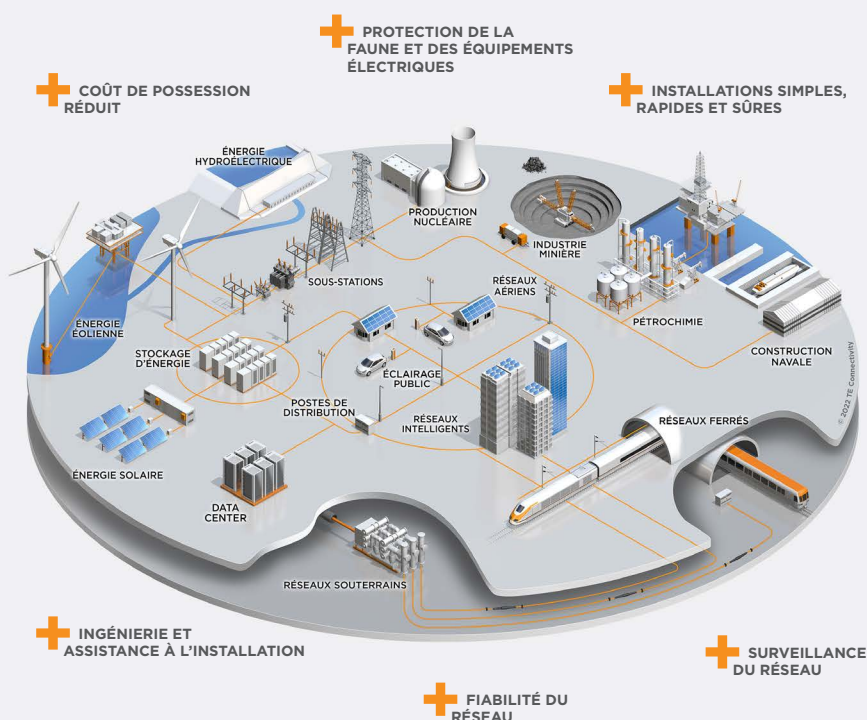 PROTECTION DE LA
FAUNE ET DES ÉQUIPEMENTS
ÉLECTRIQUES
COÛT DE POSSESSION
RÉDUIT
INSTALLATIONS SIMPLES,
RAPIDES ET SÛRES
ÉNERGIE
HYDROÉLECTRIQUE
PRODUCTION
NUCLÉAIRE
INDUSTRIE
MINIÈRE
SOUS-STATIONS
RÉSEAUX
AÉRIENS
ÉNERGIE
ÉOLIENNE
PÉTROCHIMIE
CONSTRUCTION
NAVALE
STOCKAGE
D'ÉNERGIE
ÉCLAIRAGE
PUBLIC
POSTES DE
DISTRIBUTION
RÉSEAUX
INTELLIGENTS
RÉSEAUX FERRÉS
© 2022 TE Connectivity
ÉNERGIE SOLAIRE
DATA
CENTER
RÉSEAUX SOUTERRAINS
INGÉNIERIE ET
ASSISTANCE À L'INSTALLATION
SURVEILLANCE
DU RÉSEAU
FIABILITÉ DU
RÉSEAU